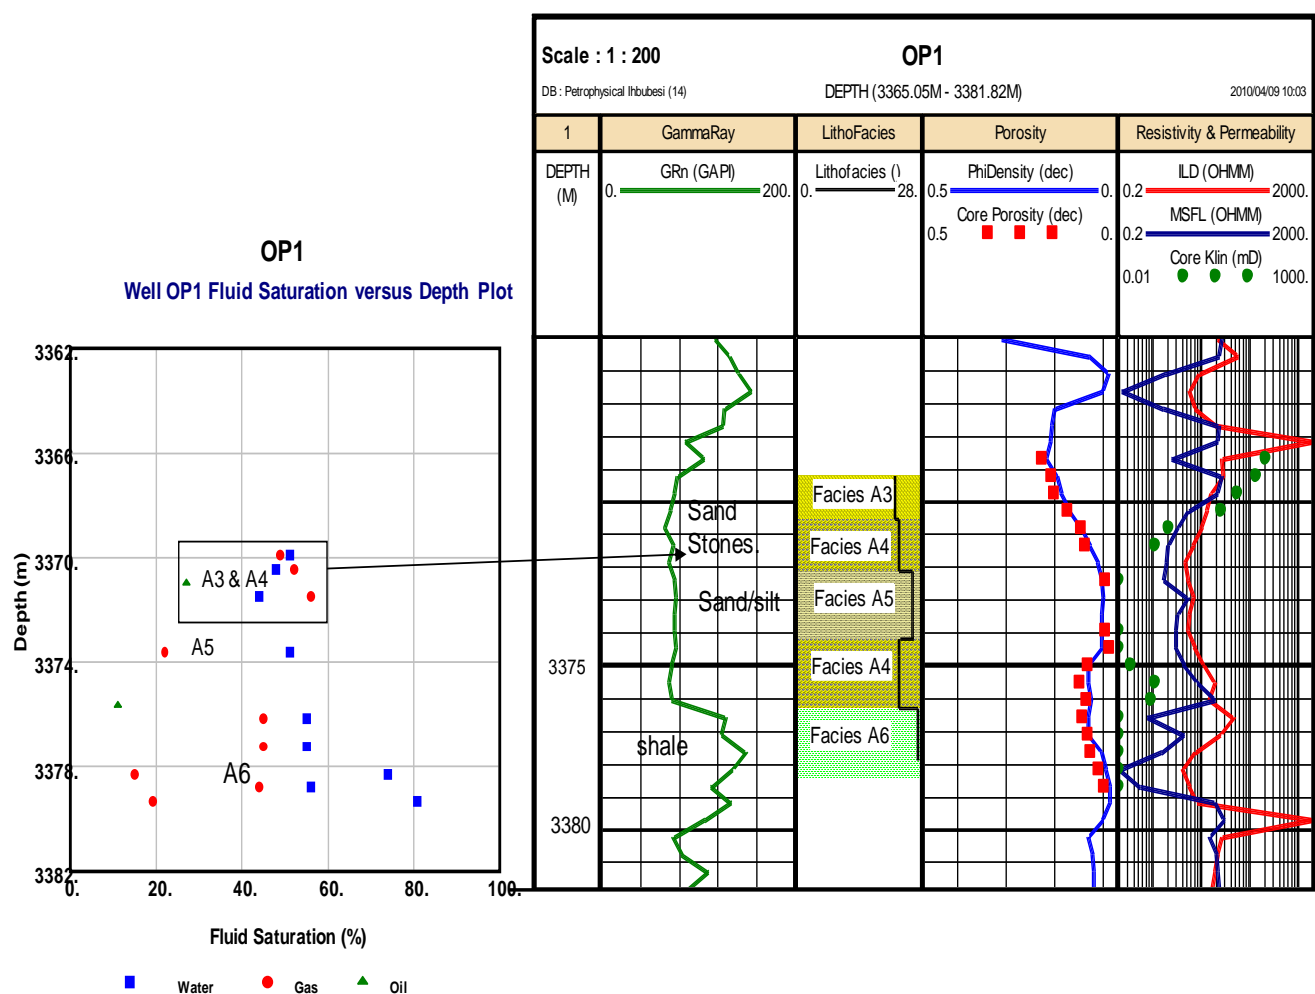 OP1
Well OP1 Fluid Saturation versus Depth Plot
3362.
3366.
3370.
3374.
3378.
3382.
Depth(m)
A3 & A4
A5
A6
0.
20.
40.
60.
80.
100.
Fluid Saturation (%)
Water
Gas
Oil
Scale : 1 : 200
OP1
DB : Petrophysical Ihbubesi (14)
DEPTH (3365.05M - 3381.82M)
2010/04/09 10:03
1
GammaRay
LithoFacies
Porosity
Resistivity & Permeability
DEPTH
(M)
GRn (GAPI)
0.
200.
Lithofacies ()
0.
28.
PhiDensity (dec)
0.5
0.
Core Porosity (dec)
0.5
0.
ILD (OHMM)
0.2
2000.
MSFL (OHMM)
0.2
2000.
Core Klin (mD)
0.01
1000.
3375
3380
Sand
Stones.
Sand/silt
shale
Facies A3
Facies A4
Facies A5
Facies A4
Facies A6